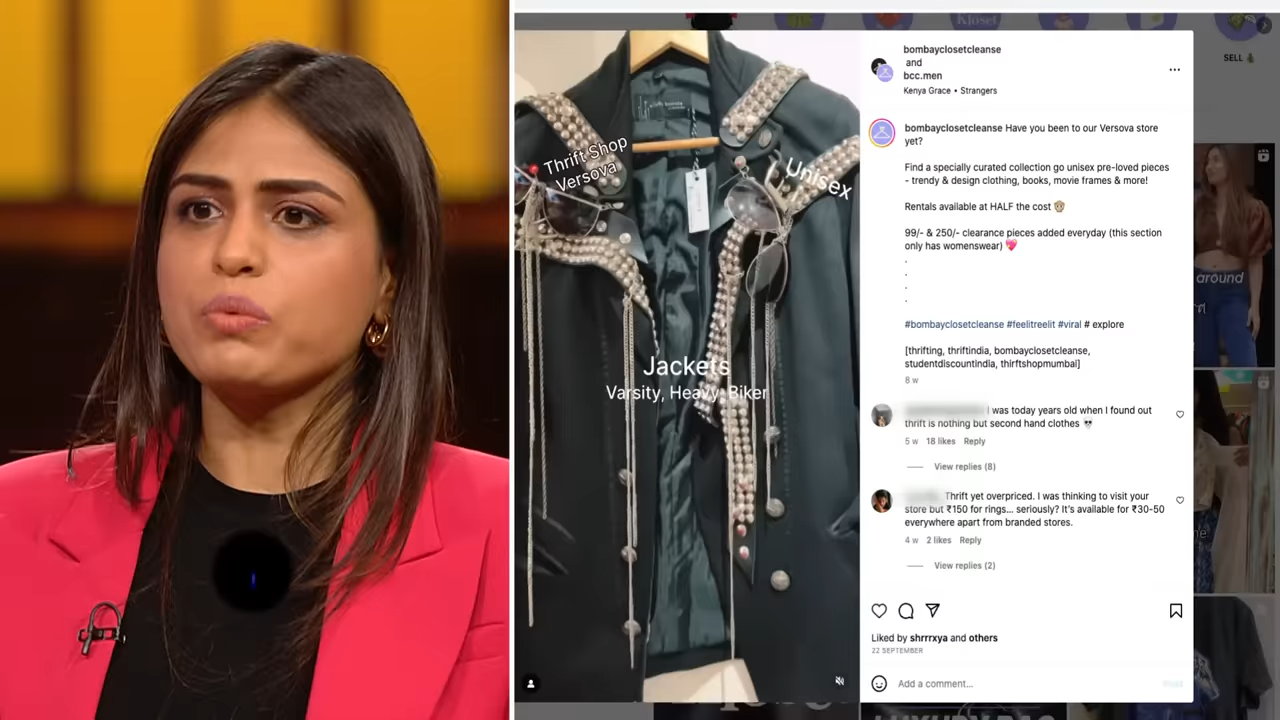 Kloset
SELL
around
Thrift Shop
Versova
Unisex
Jackets
Varsity, Heavy, Biker
bombayclosetcleanse
and
bcc.men
Kenya Grace • Strangers
bombayclosetcleanse Have you been to our Versova store
yet?
Find a specially curated collection go unisex pre-loved pieces
- trendy & design clothing, books, movie frames & more!
Rentals available at HALF the cost 🙊
99/- & 250/- clearance pieces added everyday (this section
only has womenswear) 💖
.
.
.
.
#bombayclosetcleanse #feelitreelit #viral # explore
[thrifting, thriftindia, bombayclosetcleanse,
studentdiscountindia, thirftshopmumbai]
8 w
I was today years old when I found out
thrift is nothing but second hand clothes 💀
5 w 18 likes Reply
View replies (8)
Thrift yet overpriced. I was thinking to visit your
store but ₹150 for rings... seriously? It's available for ₹30-50
everywhere apart from branded stores.
4 w 2 likes Reply
View replies (2)
Liked by shrrrxya and others
22 SEPTEMBER
Add a comment...
Post